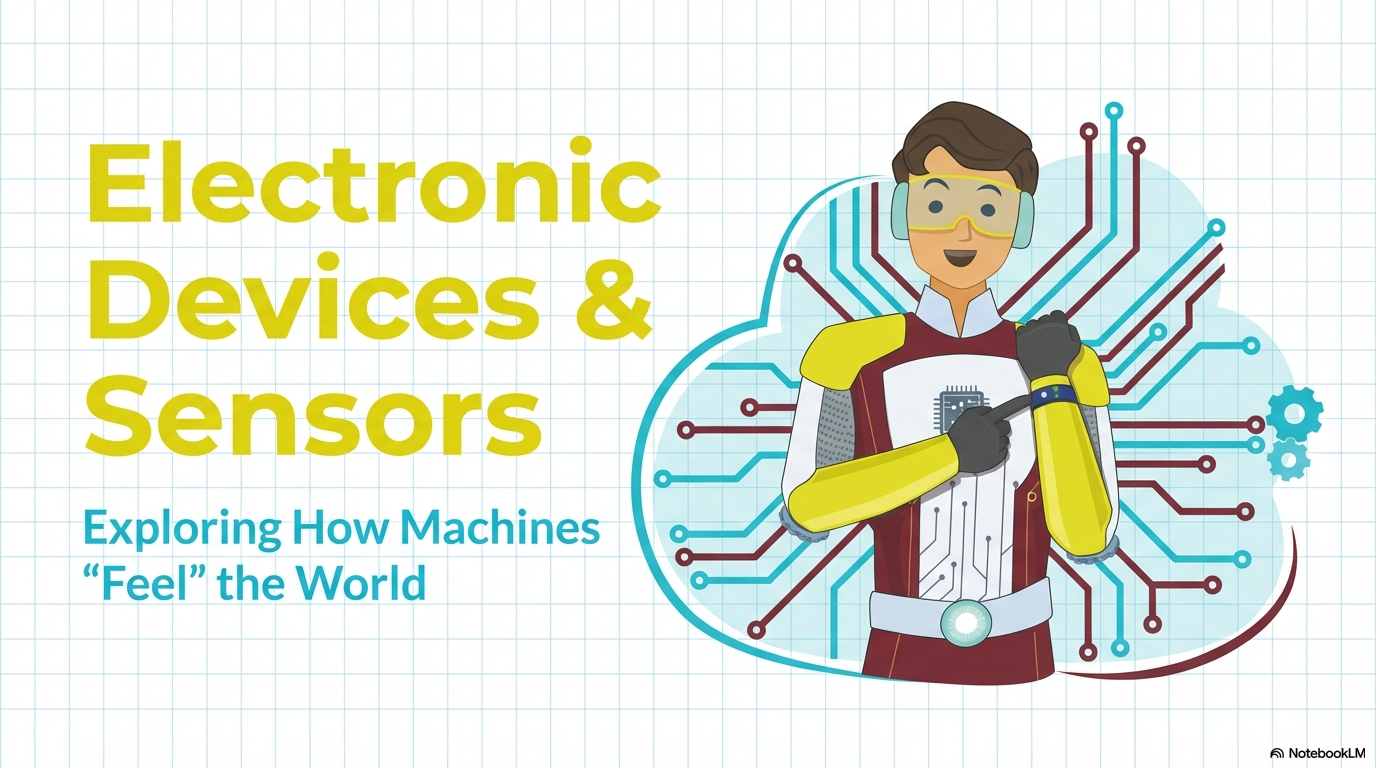 Electronic
Devices &
Sensors
Exploring How Machines
“Feel” the World
NotebookLM